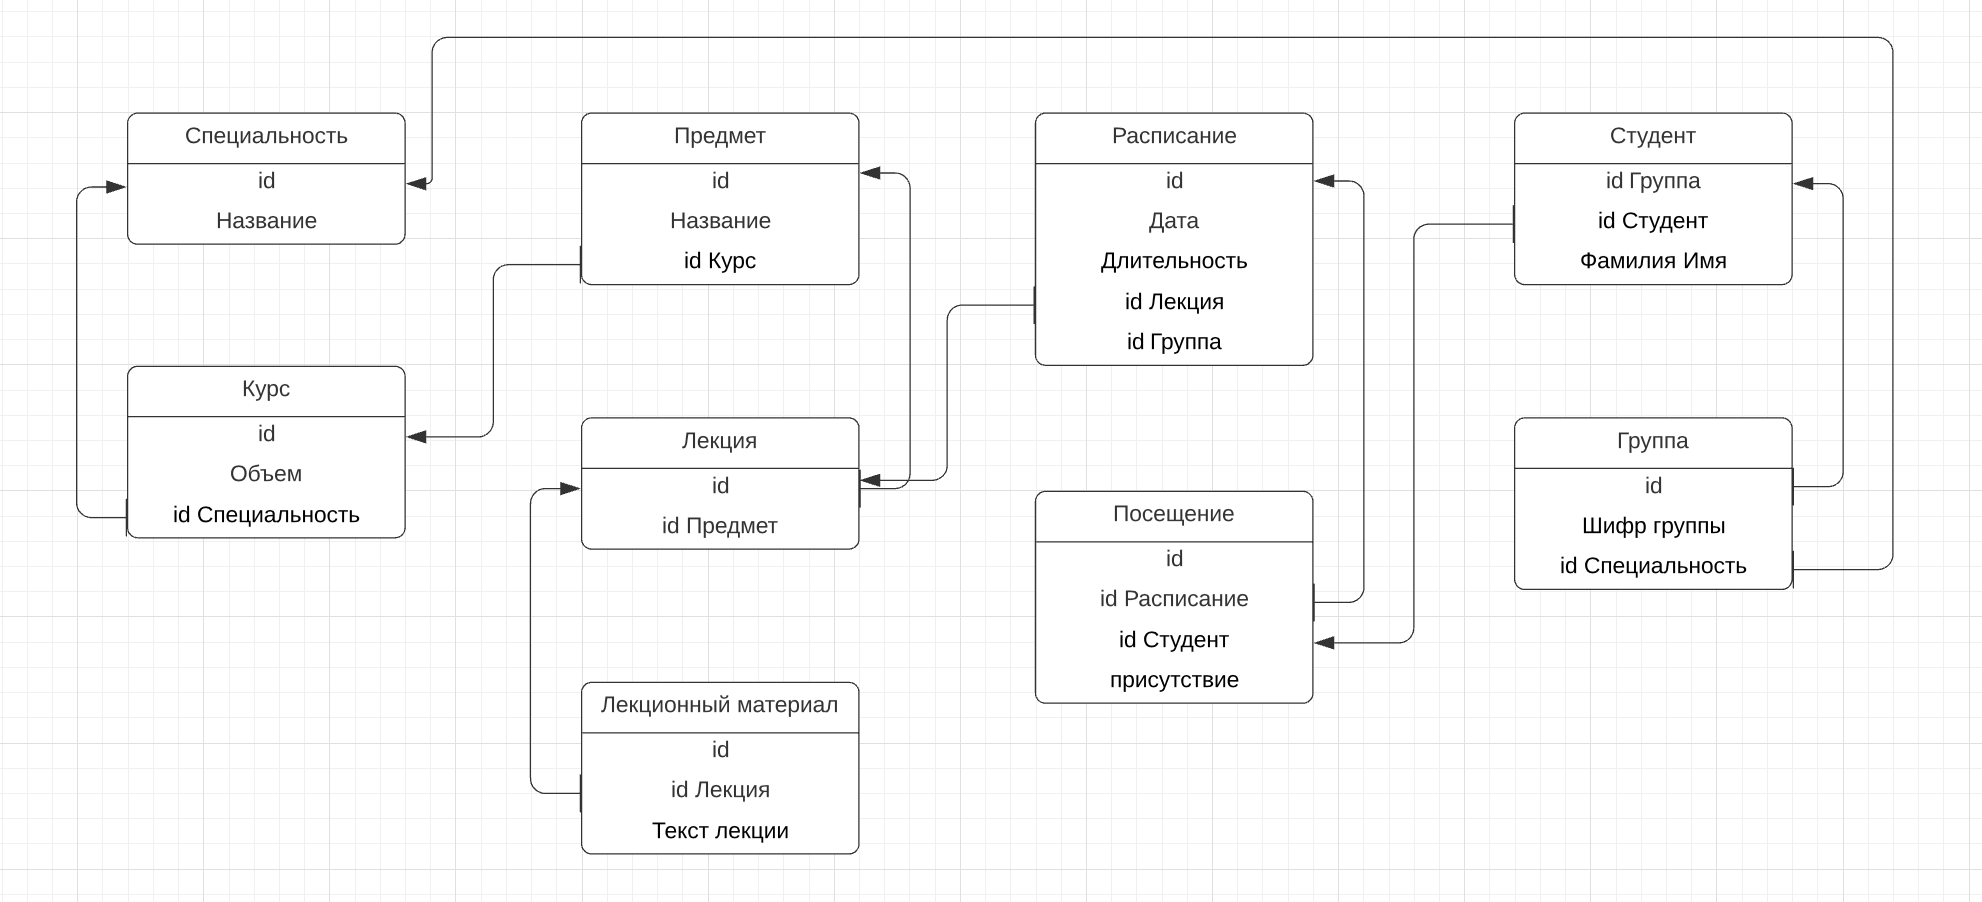 Специальность
id
Название
Курс
id
Объем
id Специальность
Предмет
id
Название
id Курс
Лекция
id
id Предмет
Лекционный материал
id
id Лекция
Текст лекции
Расписание
id
Дата
Длительность
id Лекция
id Группа
Посещение
id
id Расписание
id Студент
присутствие
Студент
id Группа
id Студент
Фамилия Имя
Группа
id
Шифр группы
id Специальность